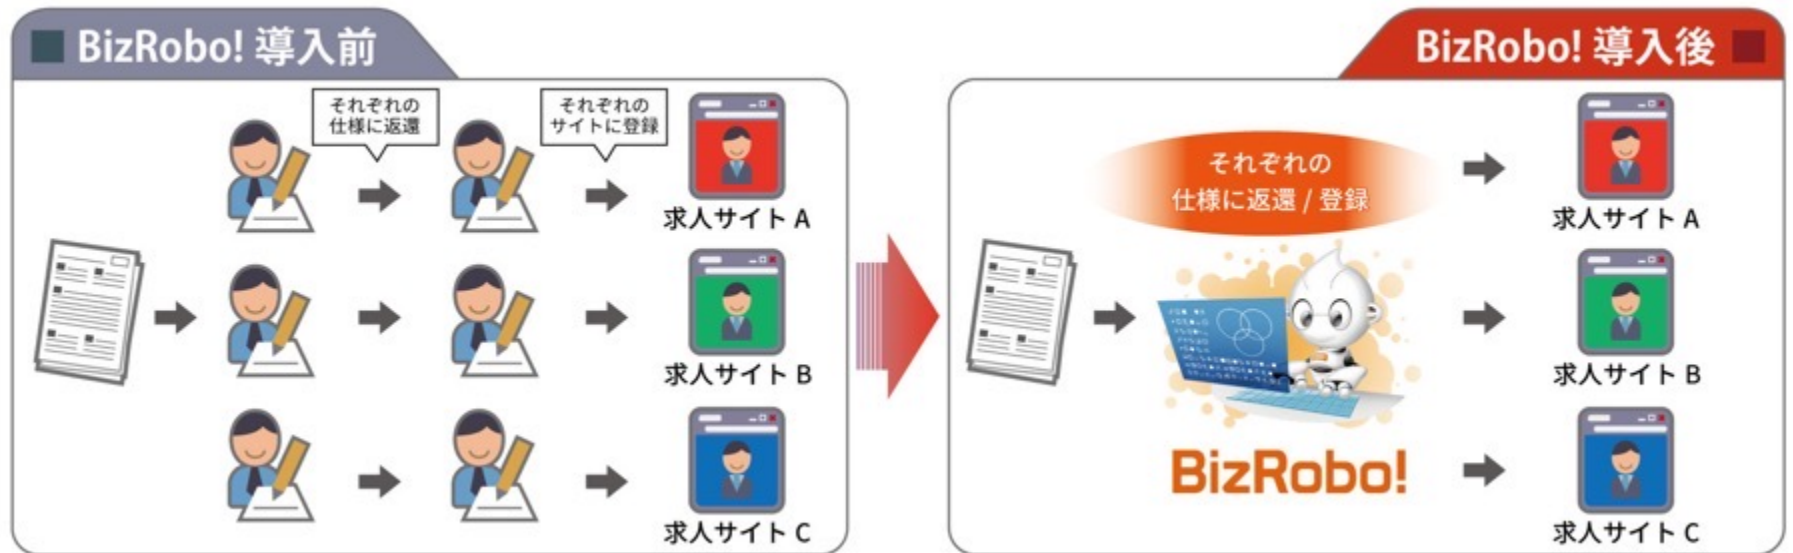 BizRobo! 導入前
それぞれの
仕様に返還
それぞれの
サイトに登録
求人サイト A
求人サイト B
求人サイト C
BizRobo! 導入後
それぞれの
仕様に返還 / 登録
BizRobo!
求人サイト A
求人サイト B
求人サイト C